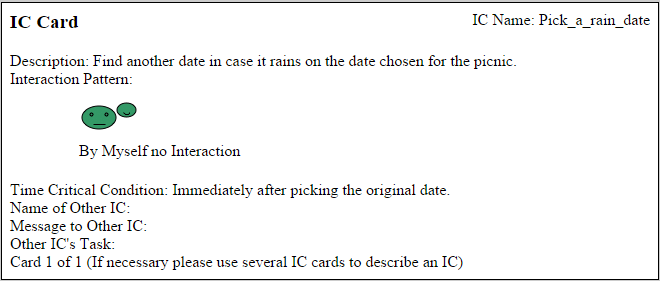 IC Card
IC Name: Pick_a_rain_date
Description: Find another date in case it rains on the date chosen for the picnic.
Interaction Pattern:
By Myself no Interaction
Time Critical Condition: Immediately after picking the original date.
Name of Other IC:
Message to Other IC:
Other IC's Task:
Card 1 of 1 (If necessary please use several IC cards to describe an IC)